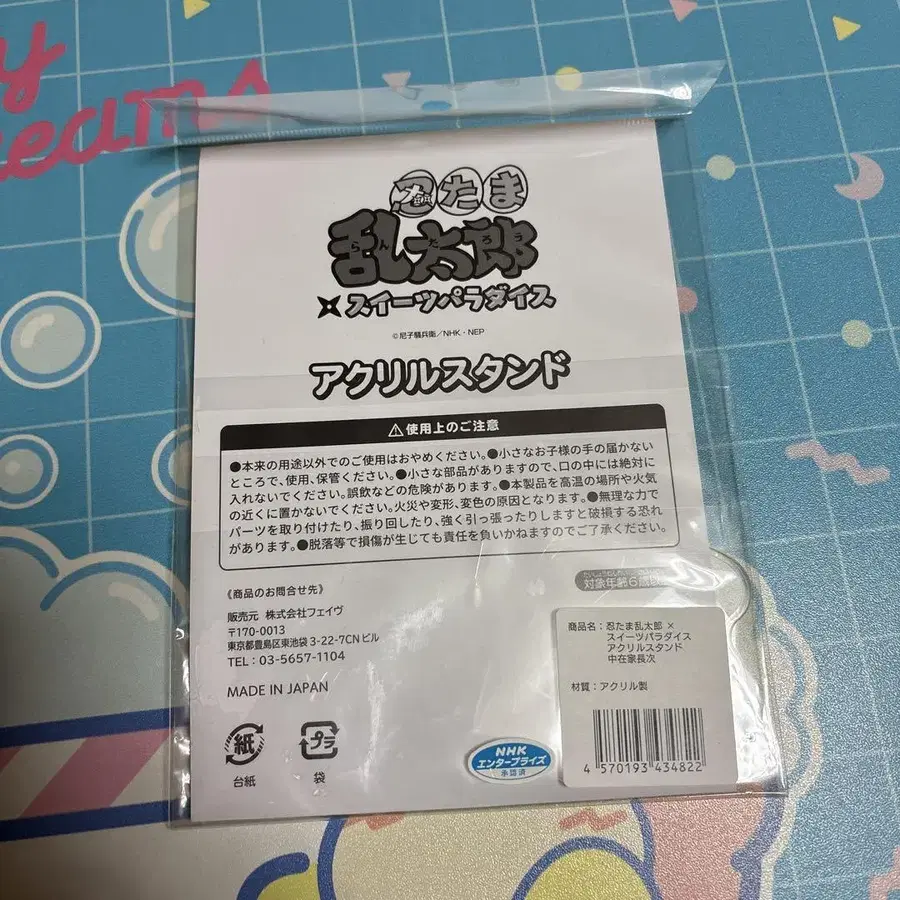 忍たま
乱太郎
らんたろう
×スイーツパラダイス
©尼子騒兵衛／NHK・NEP
アクリルスタンド
⚠使用上のご注意
●本来の用途以外でのご使用はおやめください。●小さなお子様の手の届かない
ところで、使用、保管ください。●小さな部品がありますので、口の中には絶対に
入れないでください。誤飲などの危険があります。●本製品を高温の場所や火気
の近くに置かないでください。火災や変形、変色の原因となります。●無理な力で
パーツを取り付けたり、振り回したり、強く引っ張ったりしますと破損する恐れ
があります。●脱落等で損傷が生じても責任を負いかねますのでご了承ください。
《商品のお問合せ先》
販売元 株式会社フェイヴ
〒170-0013
東京都豊島区東池袋3-22-7CNビル
TEL：03-5657-1104
MADE IN JAPAN
紙
台紙
プラ
袋
対象年齢6歳
商品名：忍たま乱太郎 ×
スイーツパラダイス
アクリルスタンド
中在家長次
材質：アクリル製
4 570193 434822
NHK
エンタープライズ
承認済
y
reams